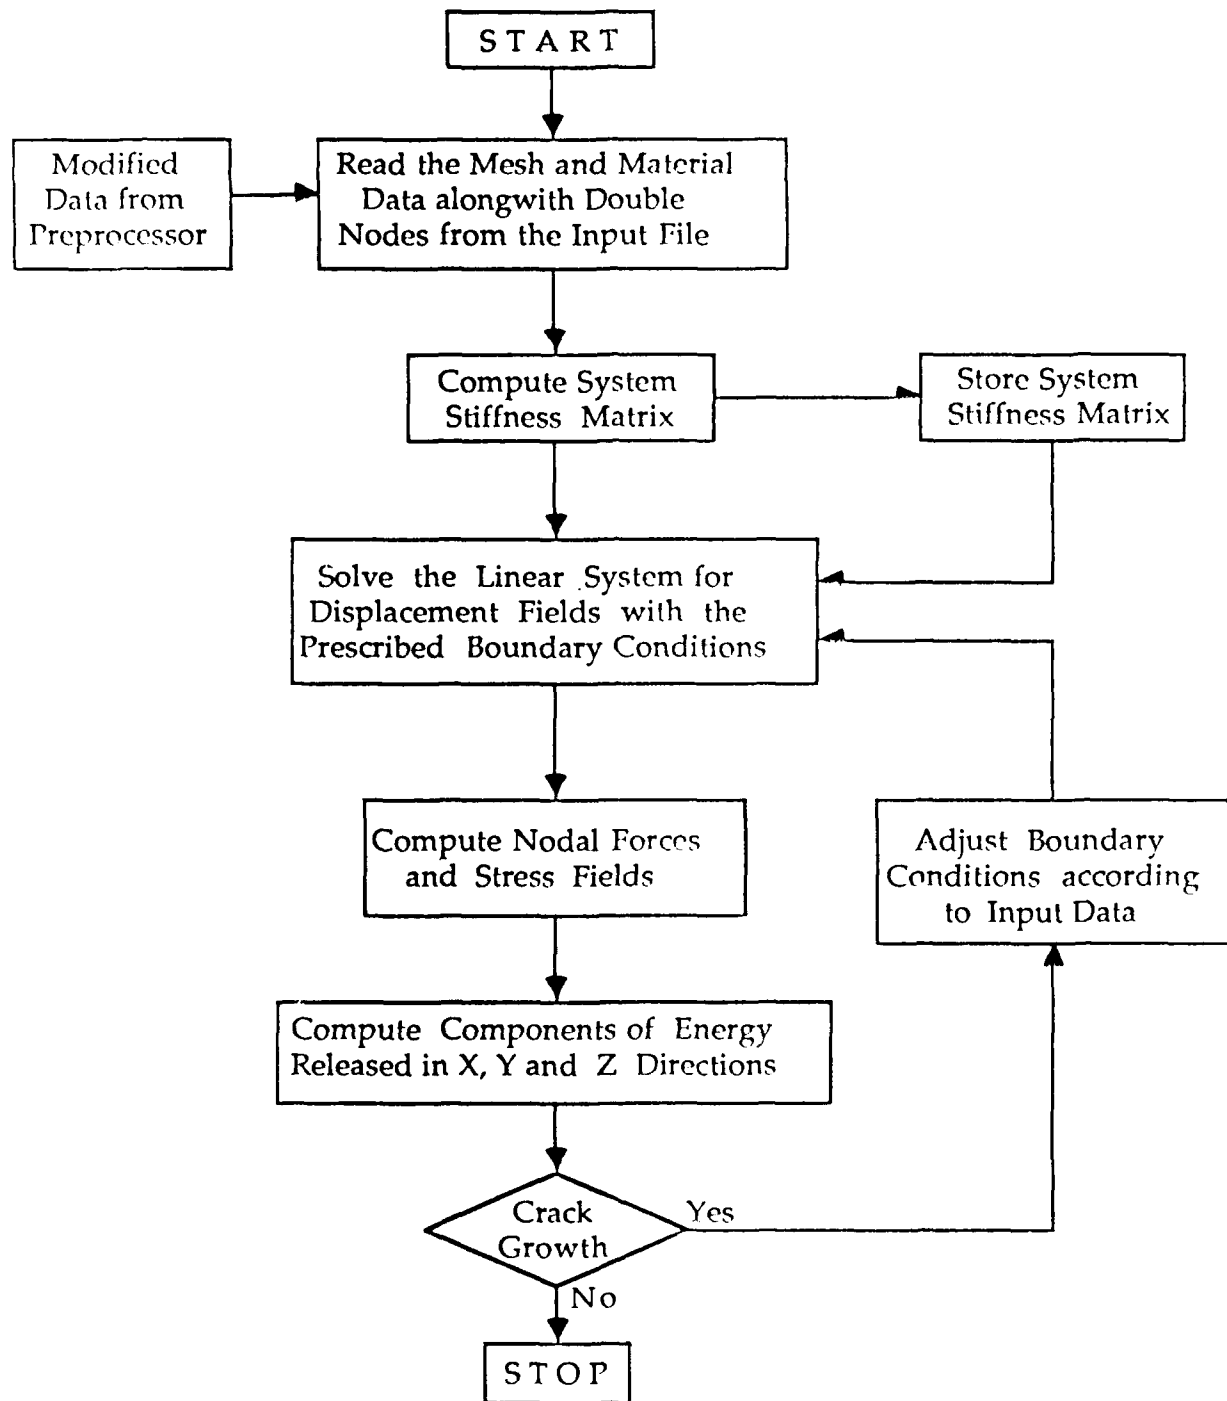 START
Modified
Data from
Preprocessor
Read the Mesh and Material
Data alongwith Double
Nodes from the Input File
Compute System
Stiffness Matrix
Store System
Stiffness Matrix
Solve the Linear System for
Displacement Fields with the
Prescribed Boundary Conditions
Compute Nodal Forces
and Stress Fields
Adjust Boundary
Conditions according
to Input Data
Compute Components of Energy
Released in X, Y and Z Directions
Crack
Growth
Yes
No
STOP